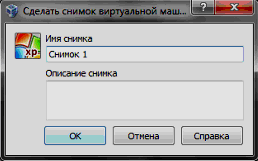 Сделать снимок виртуальной маш...
Имя снимка
xp
Снимок 1
Описание снимка
OK
Отмена
Справка